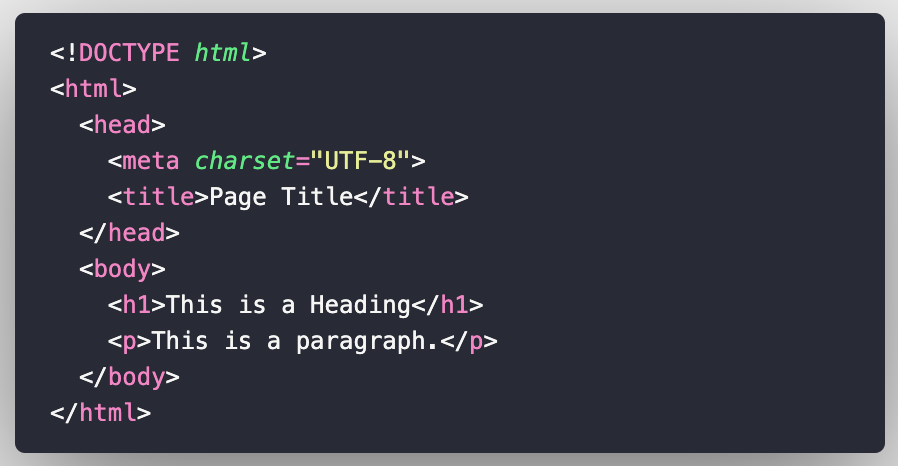 <!DOCTYPE html>
<html>
  <head>
    <meta charset="UTF-8">
    <title>Page Title</title>
  </head>
  <body>
    <h1>This is a Heading</h1>
    <p>This is a paragraph.</p>
  </body>
</html>